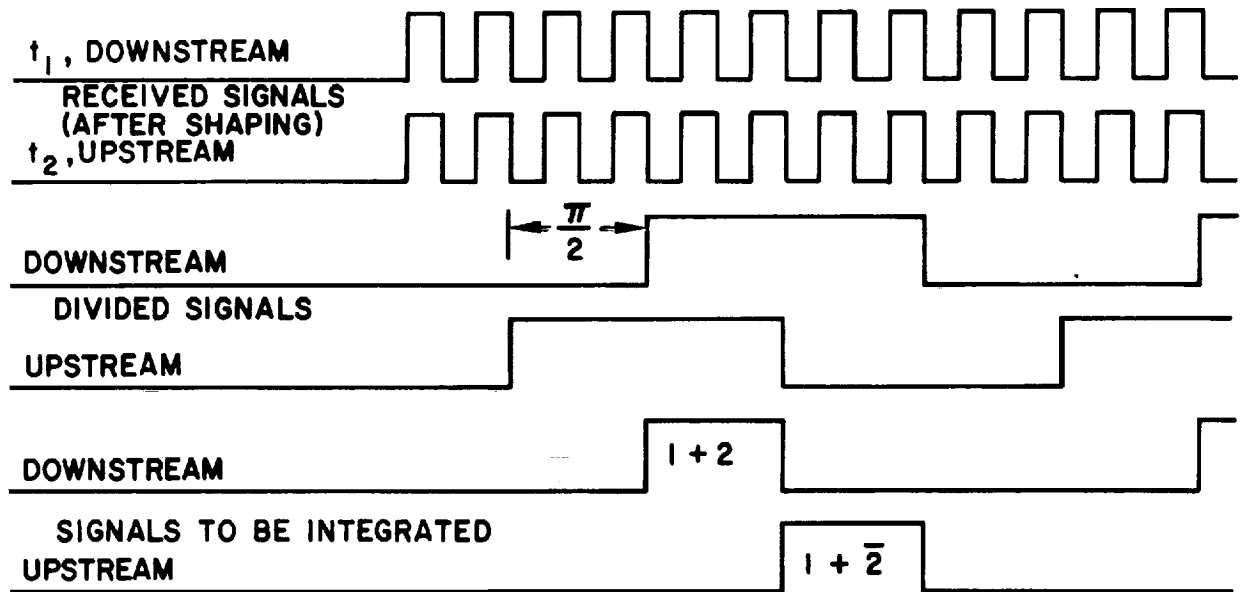 t₁, DOWNSTREAM
RECEIVED SIGNALS
(AFTER SHAPING)
t₂, UPSTREAM
π/2
DOWNSTREAM
DIVIDED SIGNALS
UPSTREAM
1 + 2
DOWNSTREAM
SIGNALS TO BE INTEGRATED
1 + 2̅
UPSTREAM